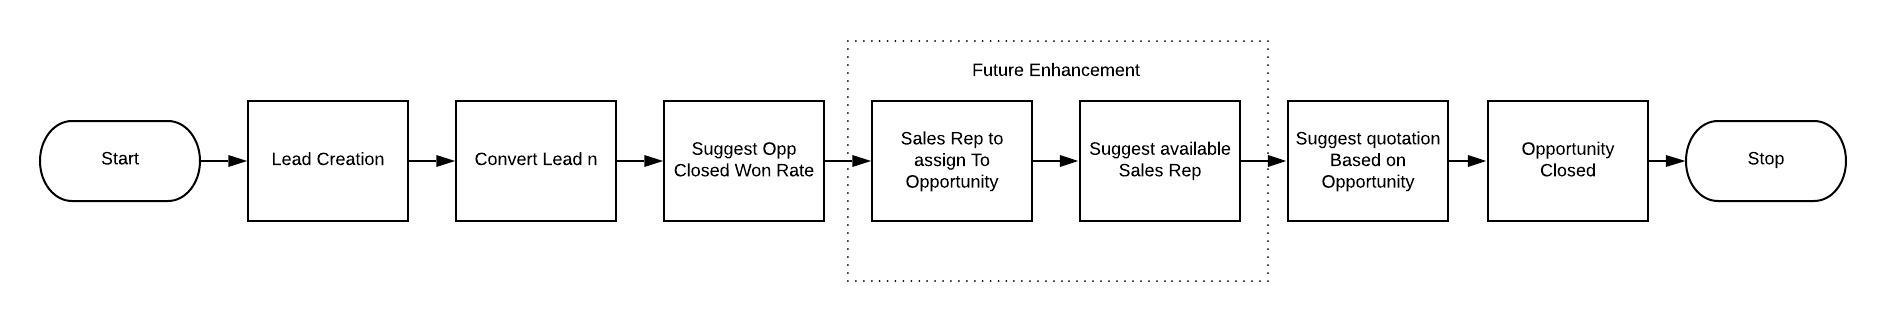 Future Enhancement
Start
Lead Creation
Convert Lead n
Suggest Opp
Closed Won Rate
Sales Rep to
assign To
Opportunity
Suggest available
Sales Rep
Suggest quotation
Based on
Opportunity
Opportunity
Closed
Stop